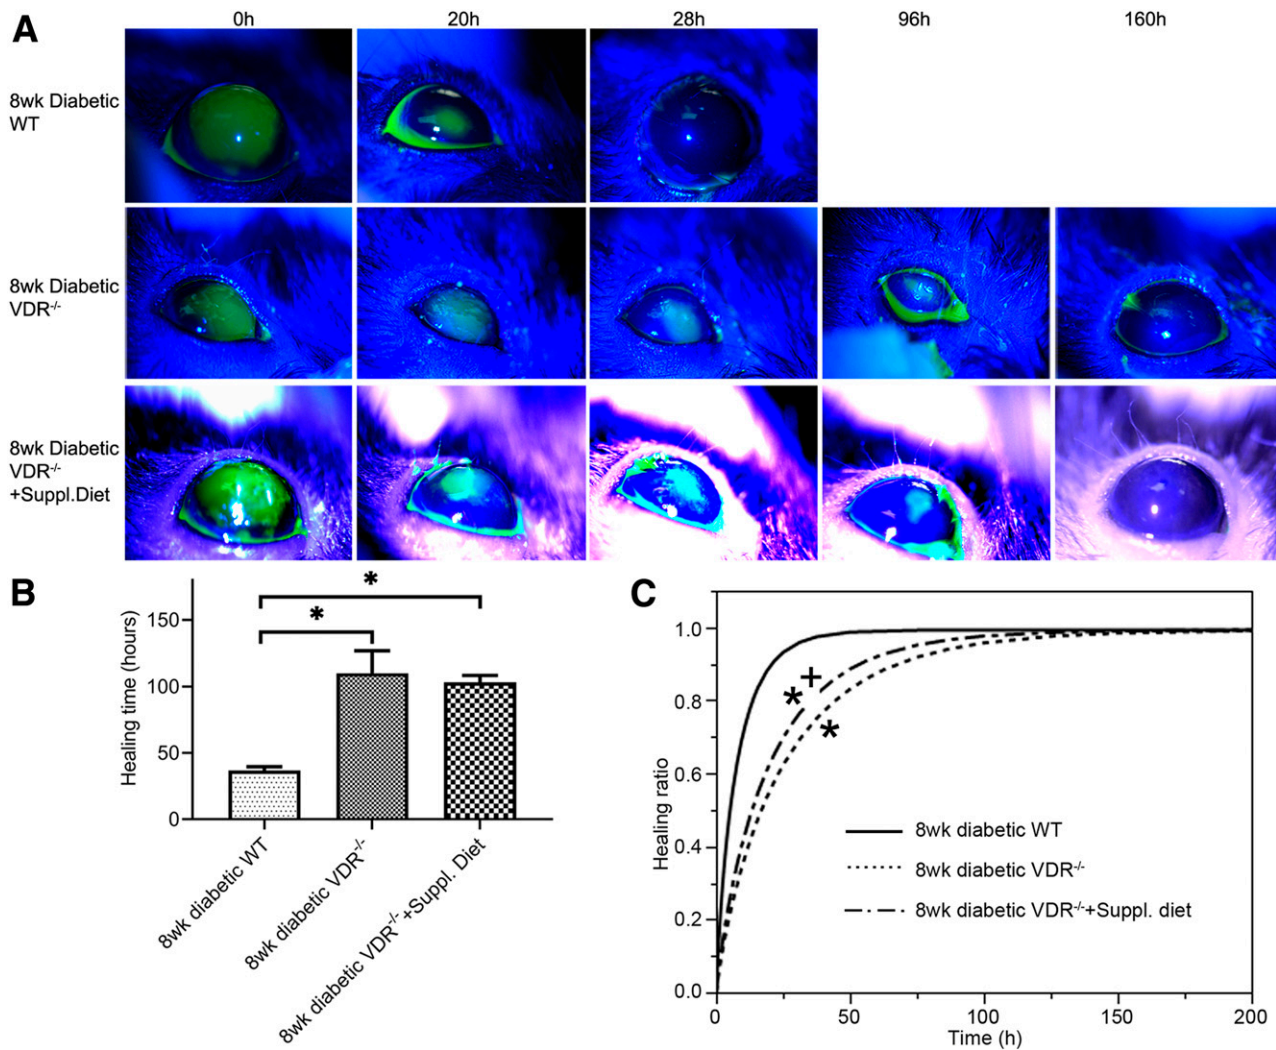 A
0h 20h 28h 96h 160h
8wk Diabetic
WT
8wk Diabetic
VDR-/-
8wk Diabetic
VDR-/-
+Suppl.Diet
B
Healing time (hours)
150
100
50
0
*
*
8wk diabetic WT
8wk diabetic VDR-/-
8wk diabetic VDR-/-+Suppl. Diet
C
Healing ratio
1.0
0.8
0.6
0.4
0.2
0.0
*+
*
8wk diabetic WT
8wk diabetic VDR-/-
8wk diabetic VDR-/-+Suppl. diet
0 50 100 150 200
Time (h)